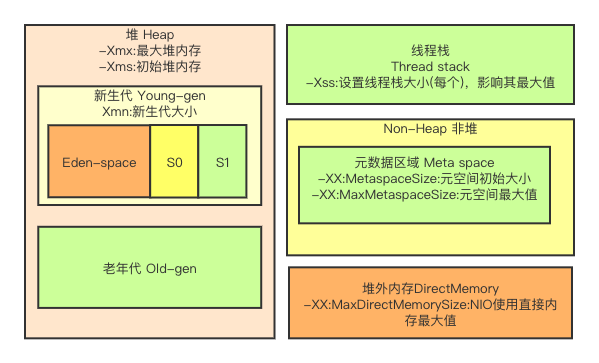 堆 Heap
-Xmx:最大堆内存
-Xms:初始堆内存
新生代 Young-gen
Xmn:新生代大小
Eden-space
S0
S1
老年代 Old-gen
线程栈
Thread stack
-Xss:设置线程栈大小(每个)，影响其最大值
Non-Heap 非堆
元数据区域 Meta space
-XX:MetaspaceSize:元空间初始大小
-XX:MaxMetaspaceSize:元空间最大值
堆外内存DirectMemory
-XX:MaxDirectMemorySize:NIO使用直接内
存最大值